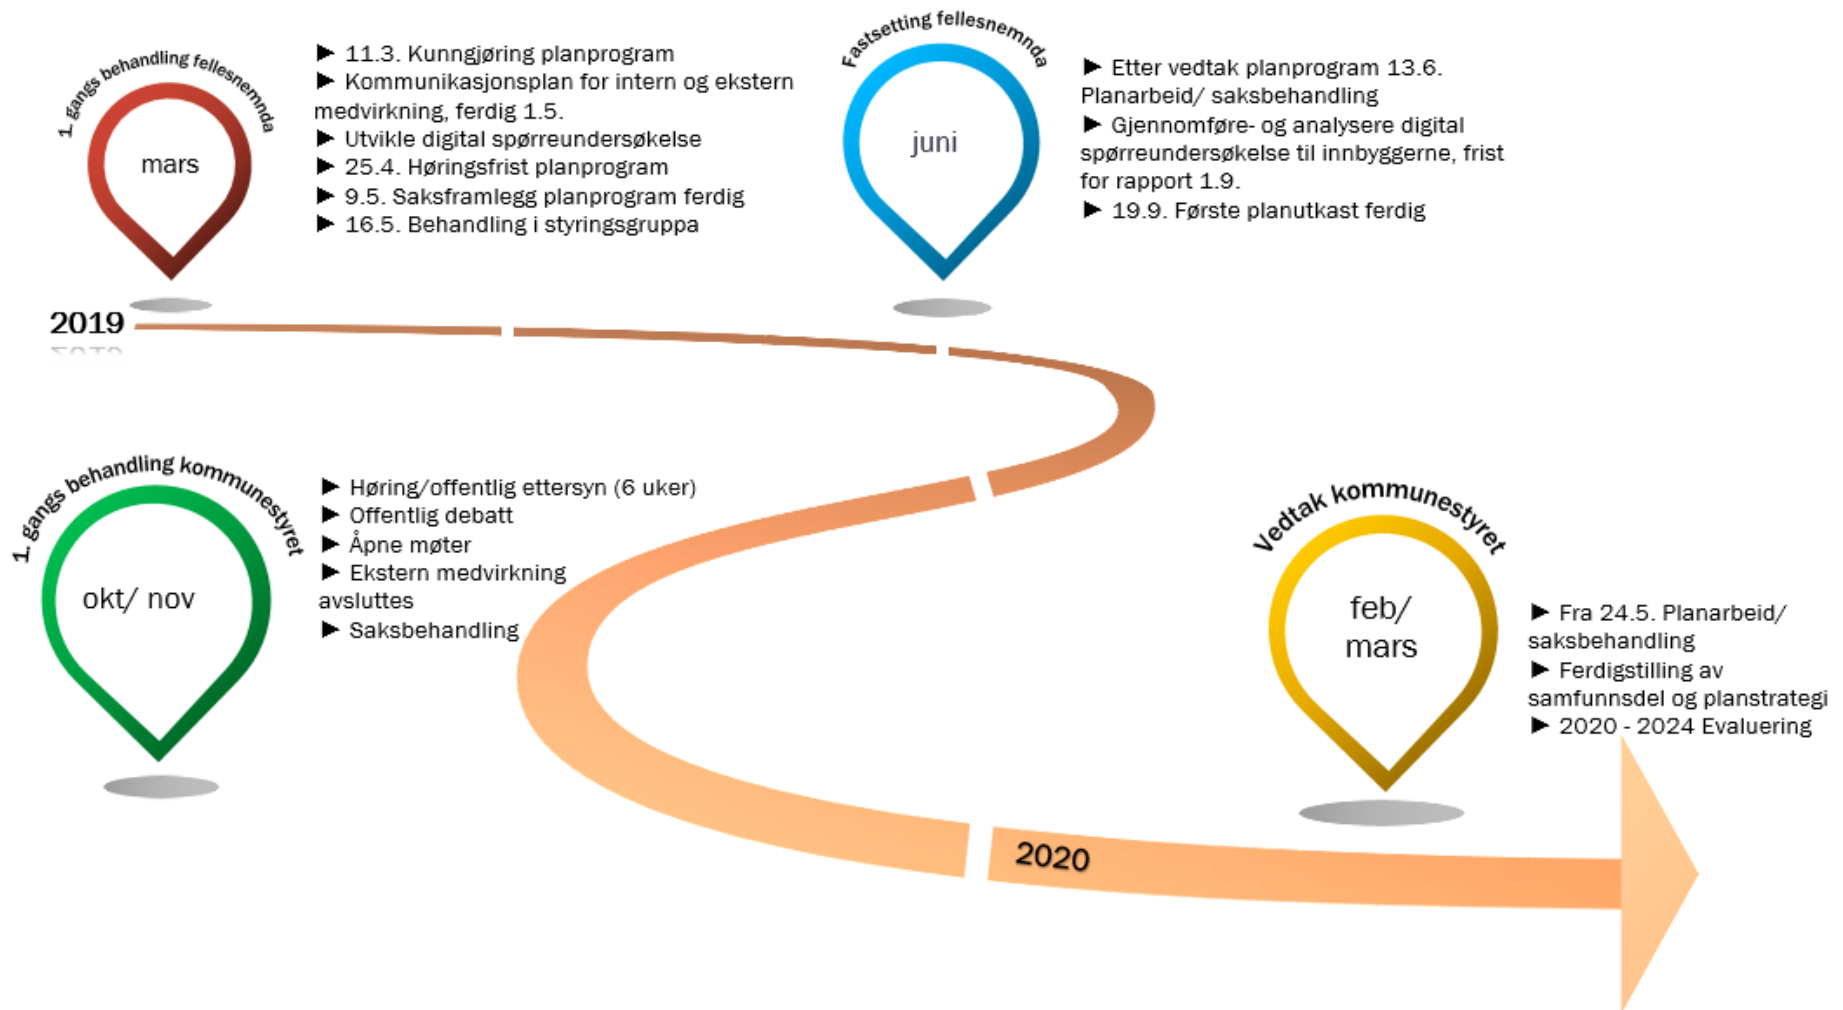 1. gangs behandling fellesnemnda
mars
► 11.3. Kunngjøring planprogram
► Kommunikasjonsplan for intern og ekstern
medvirkning, ferdig 1.5.
► Utvikle digital spørreundersøkelse
► 25.4. Høringsfrist planprogram
► 9.5. Saksframlegg planprogram ferdig
► 16.5. Behandling i styringsgruppa
Fastsetting fellesnemnda
juni
► Etter vedtak planprogram 13.6.
Planarbeid/ saksbehandling
► Gjennomføre- og analysere digital
spørreundersøkelse til innbyggerne, frist
for rapport 1.9.
► 19.9. Første planutkast ferdig
2019
1. gangs behandling kommunestyret
okt/ nov
► Høring/offentlig ettersyn (6 uker)
► Offentlig debatt
► Åpne møter
► Ekstern medvirkning
avsluttes
► Saksbehandling
Vedtak kommunestyret
feb/
mars
► Fra 24.5. Planarbeid/
saksbehandling
► Ferdigstilling av
samfunnsdel og planstrategi
► 2020 - 2024 Evaluering
2020